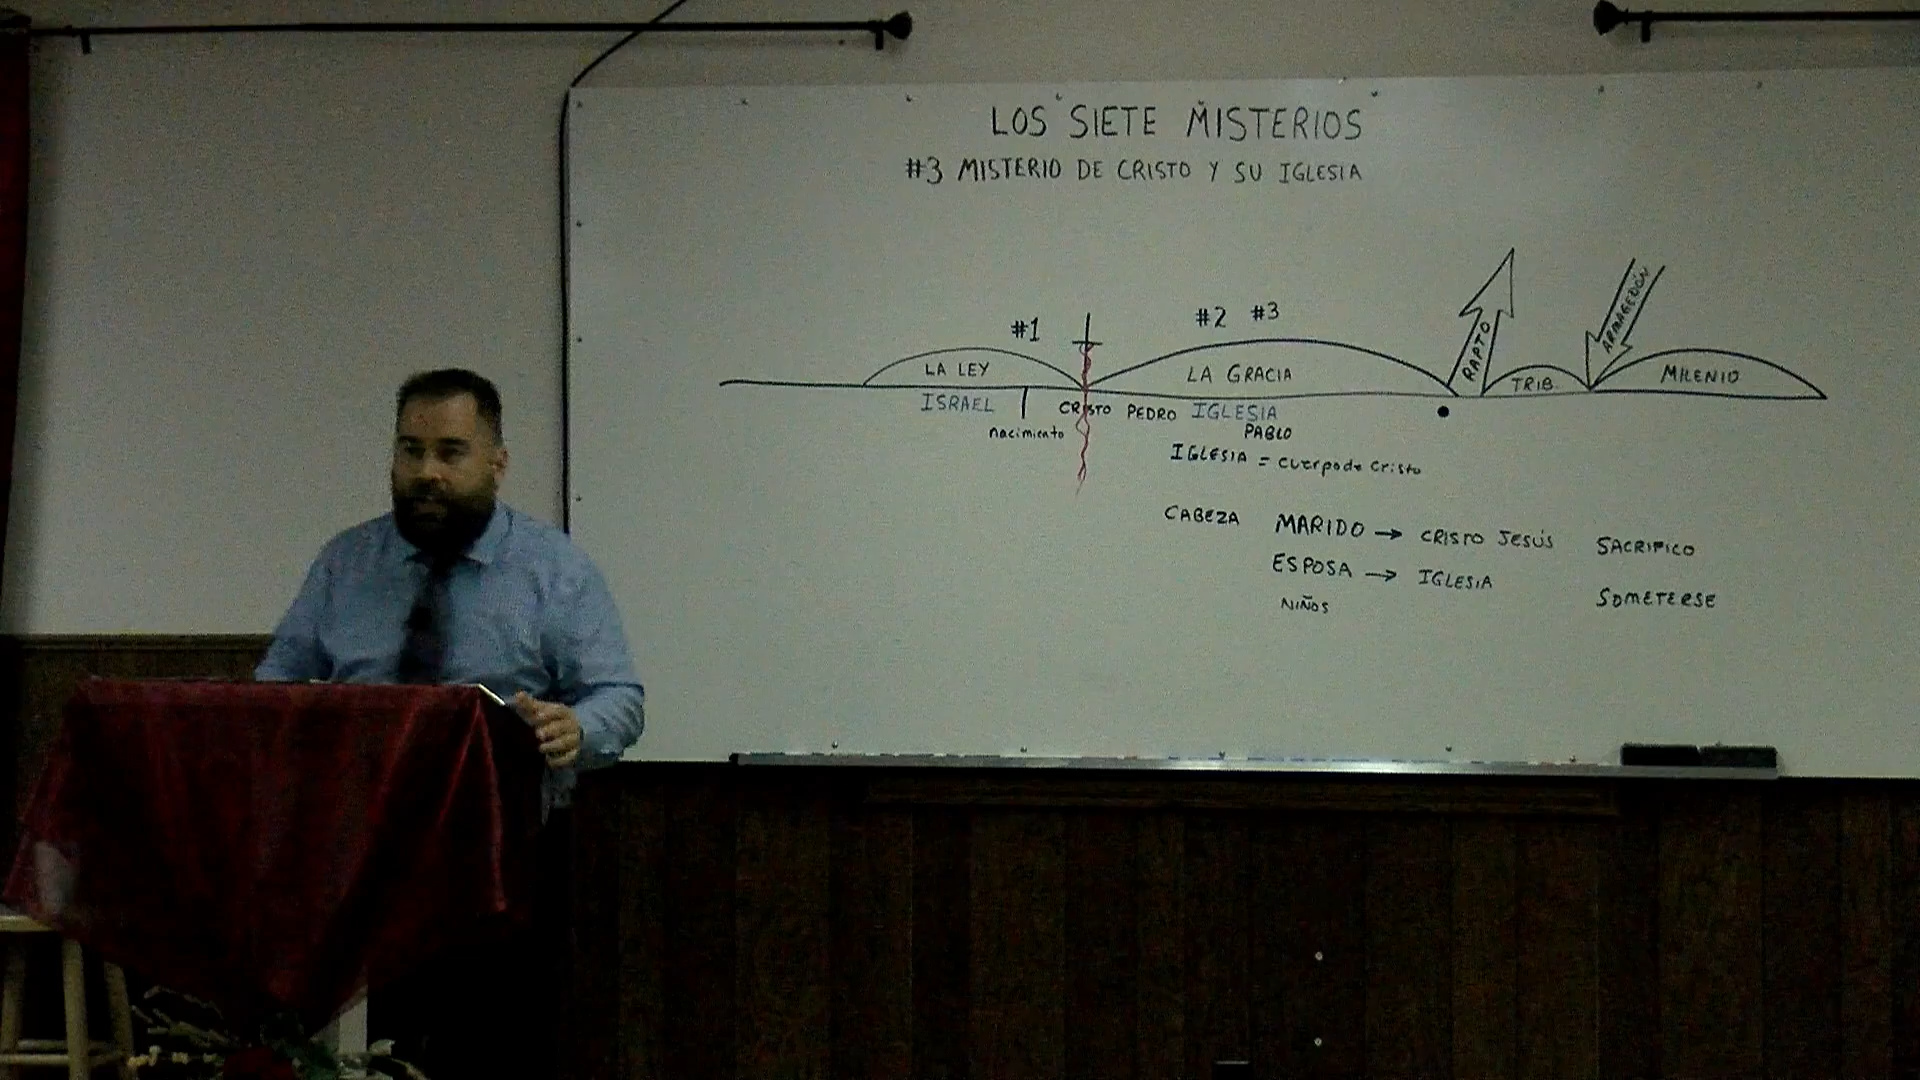 LOS SIETE MISTERIOS
#3 MISTERIO DE CRISTO Y SU IGLESIA
#1 #2 #3
LA LEY LA GRACIA RAPTO TRIB. ARMAGEDÓN MILENIO
ISRAEL CRISTO PEDRO IGLESIA
nacimiento PABLO
IGLESIA = cuerpo de Cristo
CABEZA MARIDO → CRISTO JESÚS SACRIFICO
ESPOSA → IGLESIA SOMETERSE
NIÑOS